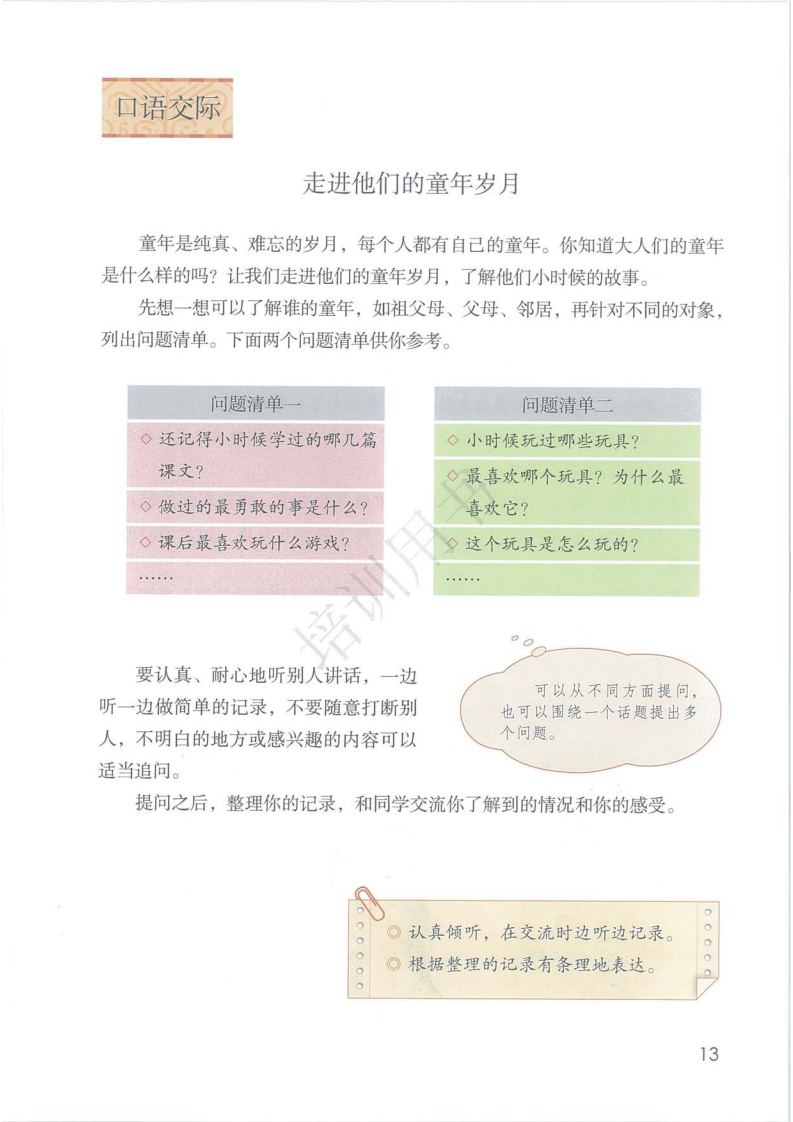 口语交际
走进他们的童年岁月
童年是纯真、难忘的岁月，每个人都有自己的童年。你知道大人们的童年
是什么样的吗？让我们走进他们的童年岁月，了解他们小时候的故事。
先想一想可以了解谁的童年，如祖父母、父母、邻居，再针对不同的对象，
列出问题清单。下面两个问题清单供你参考。
问题清单一
◇ 还记得小时候学过的哪几篇
课文？
◇ 做过的最勇敢的事是什么？
◇ 课后最喜欢玩什么游戏？
……
问题清单二
◇ 小时候玩过哪些玩具？
◇ 最喜欢哪个玩具？为什么最
喜欢它？
◇ 这个玩具是怎么玩的？
……
培训用书
要认真、耐心地听别人讲话，一边
听一边做简单的记录，不要随意打断别
人，不明白的地方或感兴趣的内容可以
适当追问。
可以从不同方面提问，
也可以围绕一个话题提出多
个问题。
提问之后，整理你的记录，和同学交流你了解到的情况和你的感受。
◎ 认真倾听，在交流时边听边记录。
◎ 根据整理的记录有条理地表达。
13